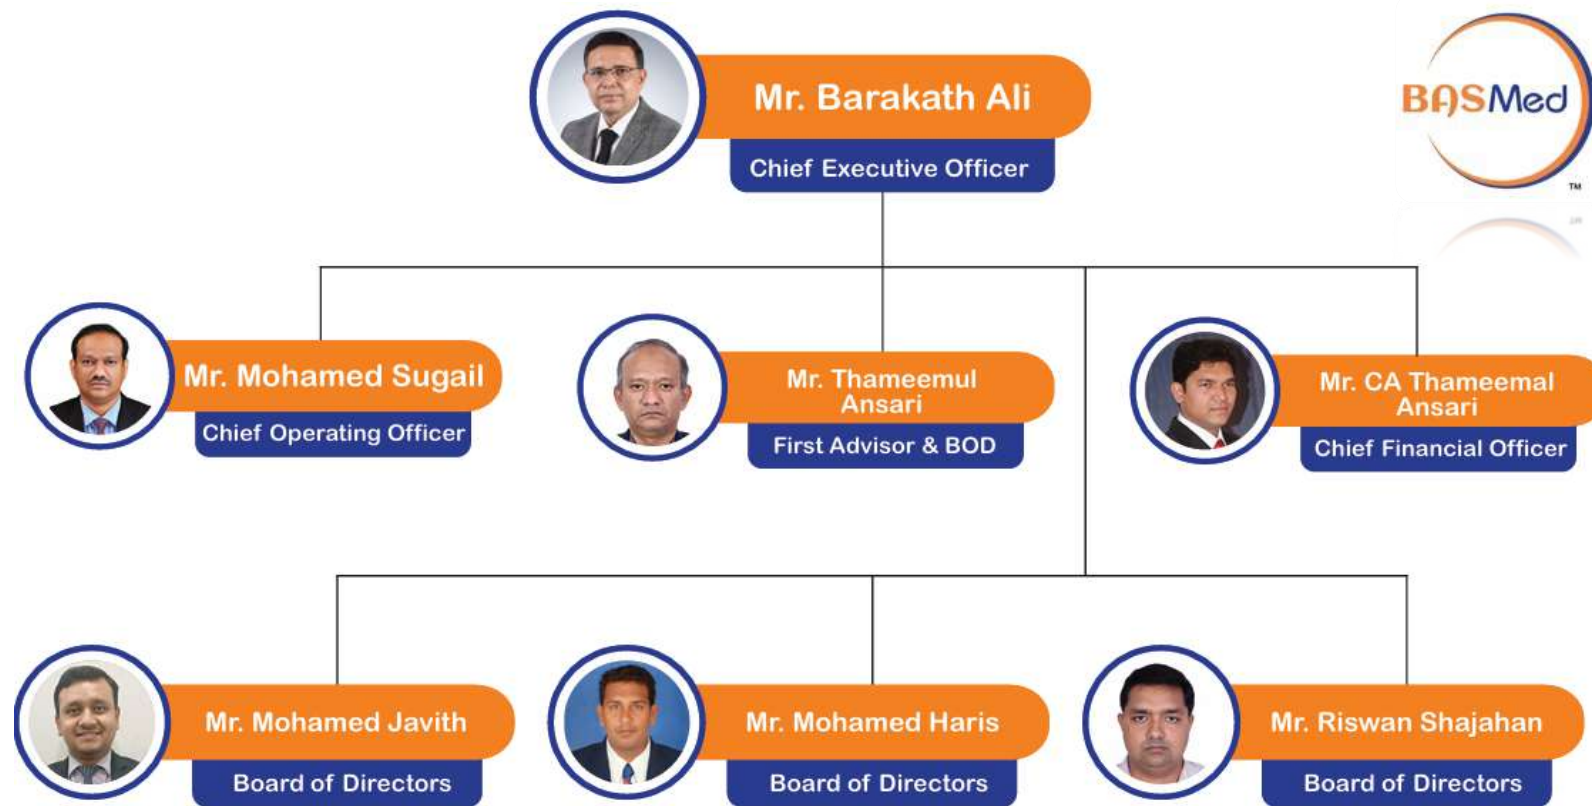 Mr. Barakath Ali
Chief Executive Officer
BASMed
TM
Mr. Mohamed Sugail
Chief Operating Officer
Mr. Thameemul
Ansari
First Advisor & BOD
Mr. CA Thameemal
Ansari
Chief Financial Officer
Mr. Mohamed Javith
Board of Directors
Mr. Mohamed Haris
Board of Directors
Mr. Riswan Shajahan
Board of Directors